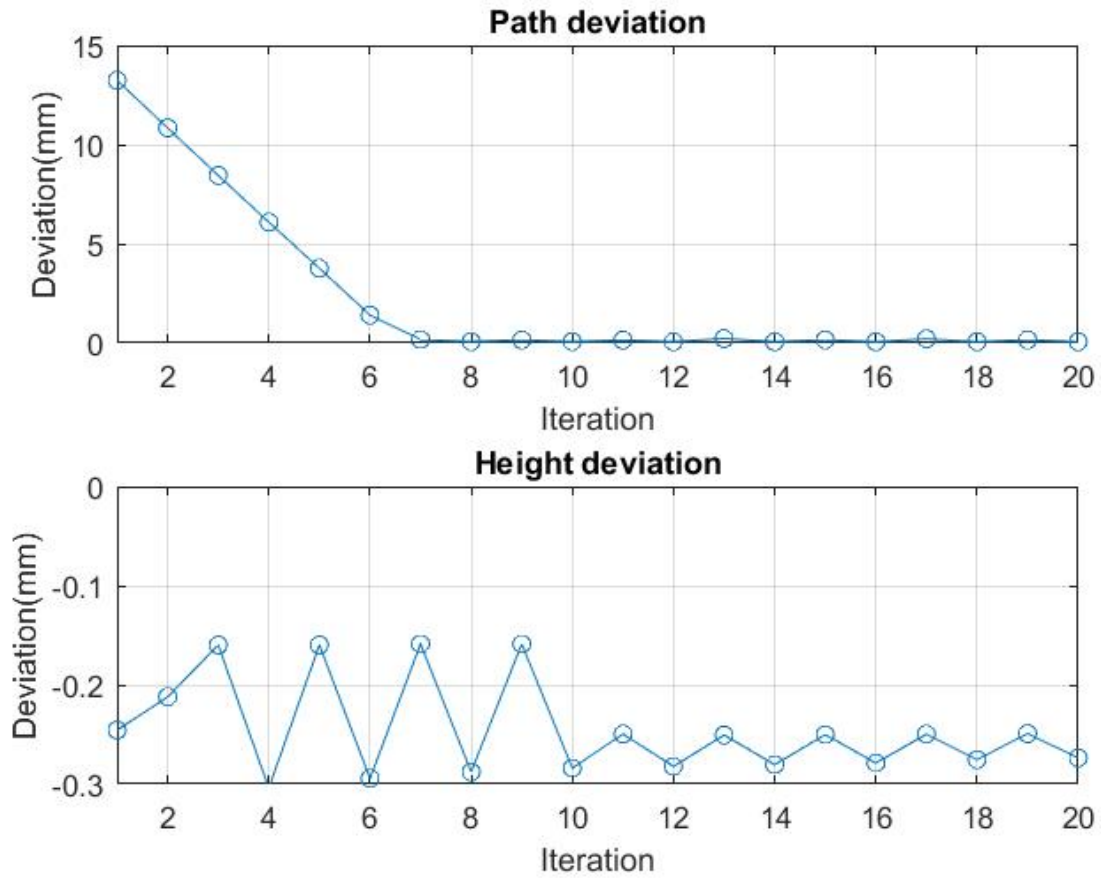 Path deviation
15
10
5
0
Deviation(mm)
2 4 6 8 10 12 14 16 18 20
Iteration
Height deviation
0
-0.1
-0.2
-0.3
Deviation(mm)
2 4 6 8 10 12 14 16 18 20
Iteration